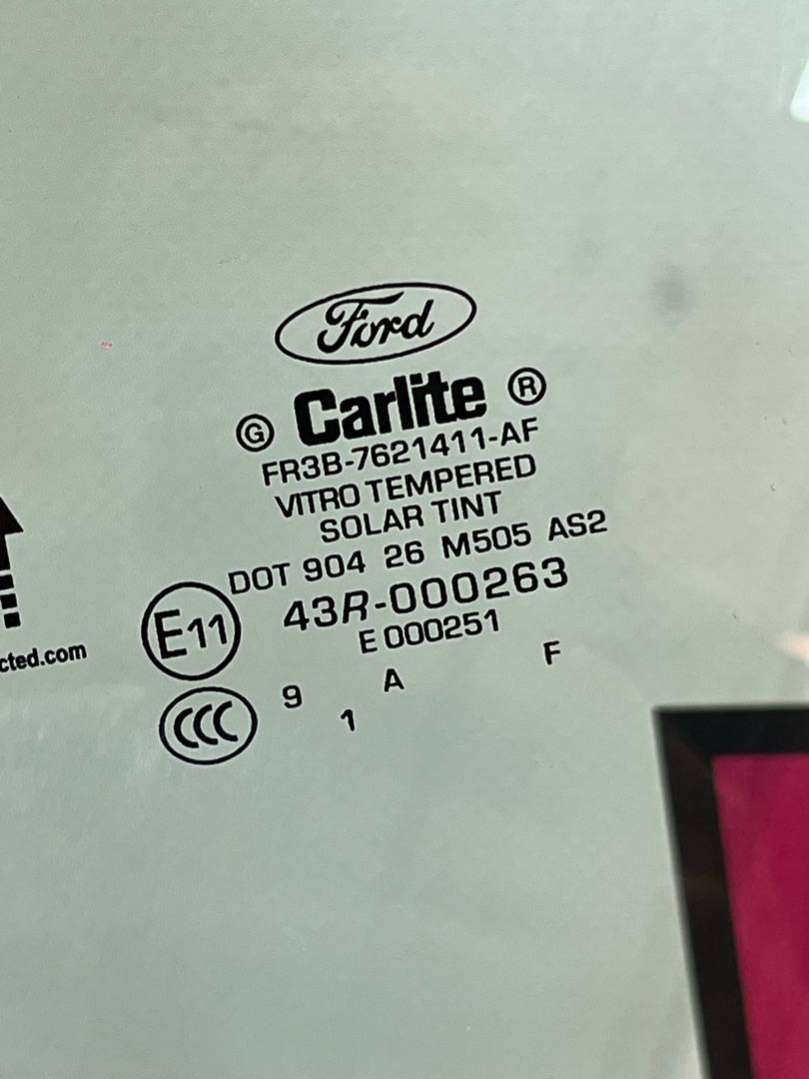 Ford
G Carlite ®
FR3B-7621411-AF
VITRO TEMPERED
SOLAR TINT
DOT 904 26 M505 AS2
E11 43R-000263
E 000251
CCC 9 A F
1
cted.com